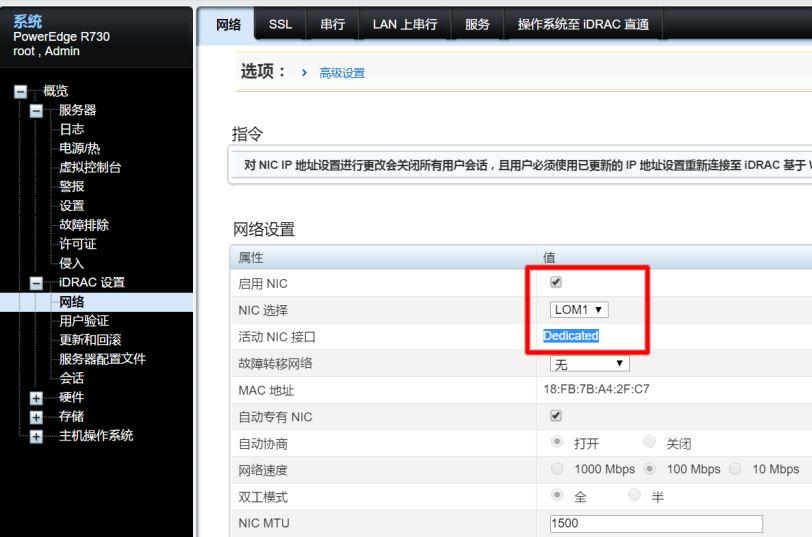 系统
PowerEdge R730
root , Admin
概览
服务器
日志
电源/热
虚拟控制台
警报
设置
故障排除
许可证
侵入
iDRAC 设置
网络
用户验证
更新和回滚
服务器配置文件
会话
硬件
存储
主机操作系统
网络 SSL 串行 LAN 上串行 服务 操作系统至 iDRAC 直通
选项： 高级设置
指令
对 NIC IP 地址设置进行更改会关闭所有用户会话，且用户必须使用已更新的 IP 地址设置重新连接至 iDRAC 基于
网络设置
属性 值
启用 NIC
NIC 选择 LOM1
活动 NIC 接口 Dedicated
故障转移网络 无
MAC 地址 18:FB:7B:A4:2F:C7
自动专有 NIC
自动协商 打开 关闭
网络速度 1000 Mbps 100 Mbps 10 Mbps
双工模式 全 半
NIC MTU 1500